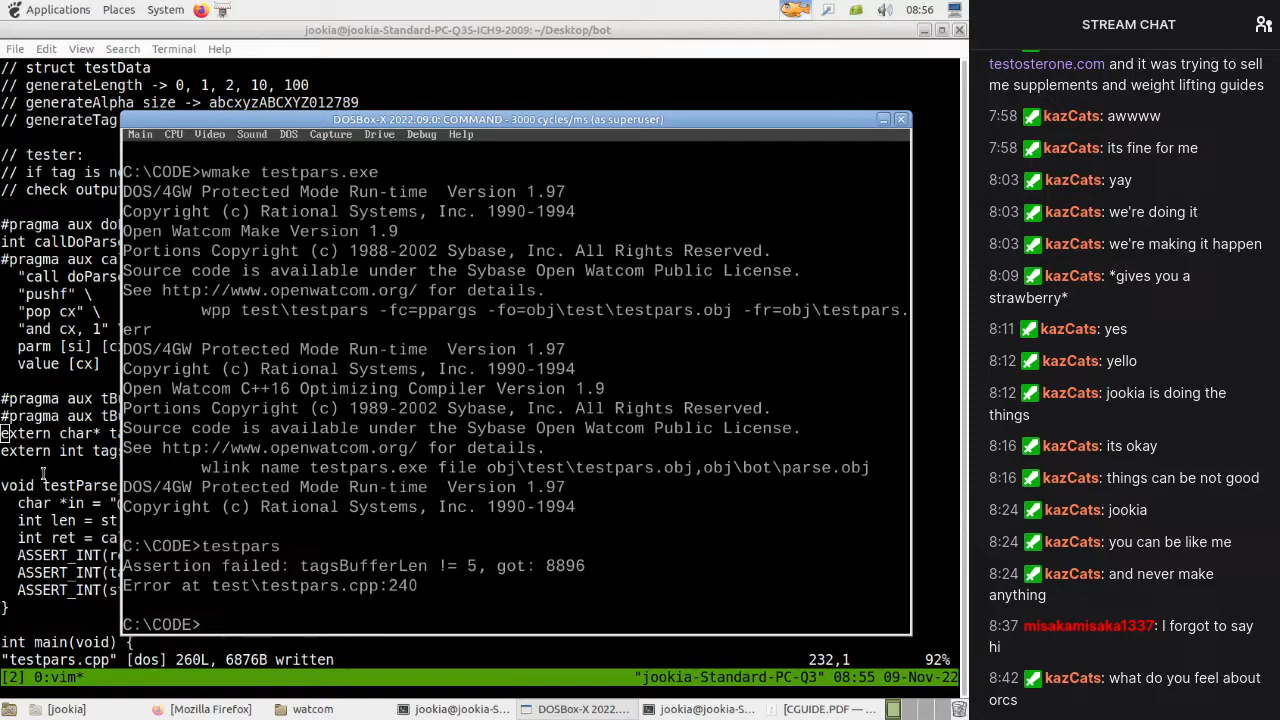 Applications Places System 08:56
jookia@jookia-Standard-PC-Q35-ICH9-2009: ~/Desktop/bot
File Edit View Search Terminal Help
// struct testData
// generateLength -> 0, 1, 2, 10, 100
// generateAlpha size -> abcxyzABCXYZ012789
// generateTag
// tester:
// if tag is ne
// check outpu
#pragma aux do
int callDoPars
#pragma aux ca
"call doPars
"pushf" \
"pop cx" \
"and cx, 1" \
parm [si] [c
value [cx]
#pragma aux tBu
#pragma aux tBu
extern char* ta
extern int tags
void testParse
char *in = "@
int len = st
int ret = ca
ASSERT_INT(re
ASSERT_INT(ta
ASSERT_INT(st
}
int main(void) {
"testpars.cpp" [dos] 260L, 6876B written 232,1 92%
[2] 0:vim* "jookia-Standard-PC-Q3" 08:55 09-Nov-22
DOSBox-X 2022.09.0: COMMAND - 3000 cycles/ms (as superuser)
Main CPU Video Sound DOS Capture Drive Debug Help
C:\CODE>wmake testpars.exe
DOS/4GW Protected Mode Run-time Version 1.97
Copyright (c) Rational Systems, Inc. 1990-1994
Open Watcom Make Version 1.9
Portions Copyright (c) 1988-2002 Sybase, Inc. All Rights Reserved.
Source code is available under the Sybase Open Watcom Public License.
See http://www.openwatcom.org/ for details.
wpp test\testpars -fc=ppargs -fo=obj\test\testpars.obj -fr=obj\testpars.
err
DOS/4GW Protected Mode Run-time Version 1.97
Copyright (c) Rational Systems, Inc. 1990-1994
Open Watcom C++16 Optimizing Compiler Version 1.9
Portions Copyright (c) 1989-2002 Sybase, Inc. All Rights Reserved.
Source code is available under the Sybase Open Watcom Public License.
See http://www.openwatcom.org/ for details.
wlink name testpars.exe file obj\test\testpars.obj,obj\bot\parse.obj
DOS/4GW Protected Mode Run-time Version 1.97
Copyright (c) Rational Systems, Inc. 1990-1994
C:\CODE>testpars
Assertion failed: tagsBufferLen != 5, got: 8896
Error at test\testpars.cpp:240
C:\CODE>
[jookia] [Mozilla Firefox] watcom jookia@jookia-S... DOSBox-X 2022.... jookia@jookia-S... [CGUIDE.PDF — ...
STREAM CHAT
testosterone.com and it was trying to sell
me supplements and weight lifting guides
7:58 kazCats: awwww
7:58 kazCats: its fine for me
8:03 kazCats: yay
8:03 kazCats: we're doing it
8:03 kazCats: we're making it happen
8:09 kazCats: *gives you a
strawberry*
8:11 kazCats: yes
8:12 kazCats: yello
8:12 kazCats: jookia is doing the
things
8:16 kazCats: its okay
8:16 kazCats: things can be not good
8:24 kazCats: jookia
8:24 kazCats: you can be like me
8:24 kazCats: and never make
anything
8:37 misakamisaka1337: I forgot to say
hi
8:42 kazCats: what do you feel about
orcs